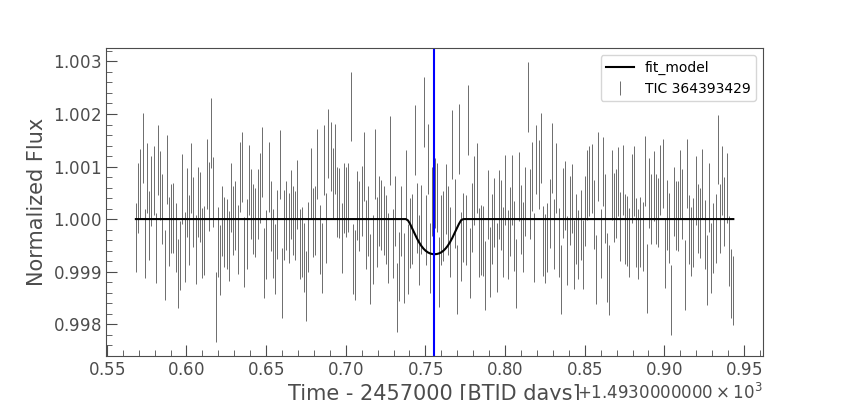 fit_model
TIC 364393429
1.003
1.002
1.001
1.000
0.999
0.998
Normalized Flux
0.55 0.60 0.65 0.70 0.75 0.80 0.85 0.90 0.95
Time - 2457000 [BTJD days]
+1.4930000000 × 10³